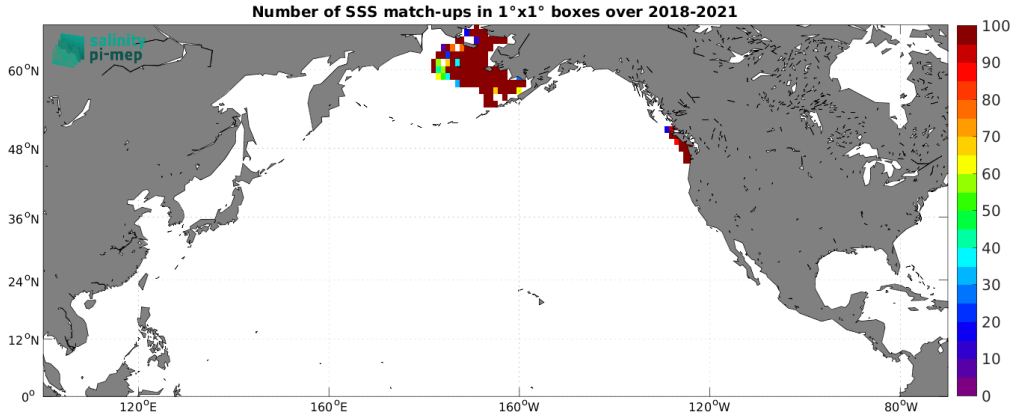 Number of SSS match-ups in 1°x1° boxes over 2018-2021
salinity
pi-mep
60°N
48°N
36°N
24°N
12°N
0°
120°E
160°E
160°W
120°W
80°W
100
90
80
70
60
50
40
30
20
10
0